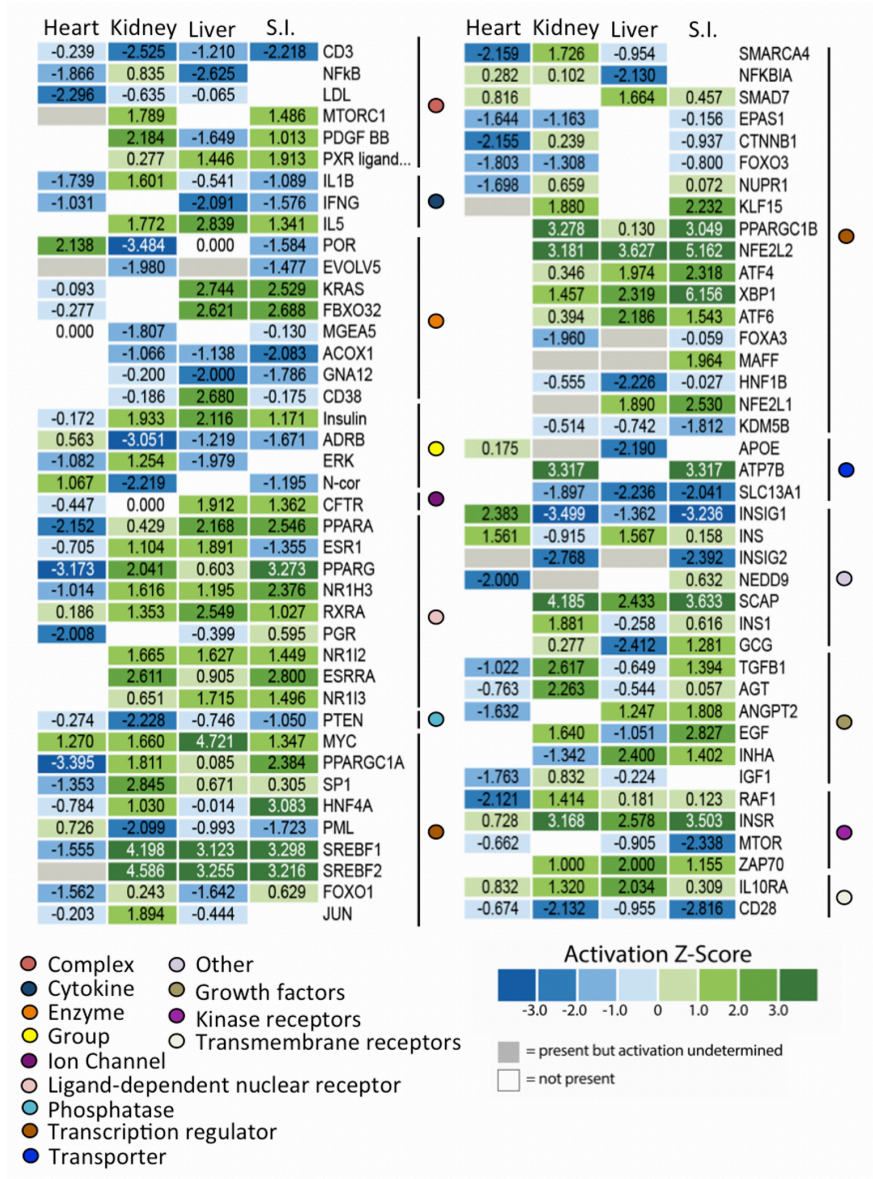 Heart Kidney Liver S.I.
-0.239 -2.525 -1.210 -2.218 CD3
-1.866 0.835 -2.625 NFkB
-2.296 -0.635 -0.065 LDL
1.789 1.486 MTORC1
2.184 -1.649 1.013 PDGF BB
0.277 1.446 1.913 PXR ligand...
-1.739 1.601 -0.541 -1.089 IL1B
-1.031 -2.091 -1.576 IFNG
1.772 2.839 1.341 IL5
2.138 -3.484 0.000 -1.584 POR
-1.980 -1.477 EVOLV5
-0.093 2.744 2.529 KRAS
-0.277 2.621 2.688 FBXO32
0.000 -1.807 -0.130 MGEA5
-1.066 -1.138 -2.083 ACOX1
-0.200 -2.000 -1.786 GNA12
-0.186 2.680 -0.175 CD38
-0.172 1.933 2.116 1.171 Insulin
0.563 -3.051 -1.219 -1.671 ADRB
-1.082 1.254 -1.979 ERK
1.067 -2.219 -1.195 N-cor
-0.447 0.000 1.912 1.362 CFTR
-2.152 0.429 2.168 2.546 PPARA
-0.705 1.104 1.891 -1.355 ESR1
-3.173 2.041 0.603 3.273 PPARG
-1.014 1.616 1.195 2.376 NR1H3
0.186 1.353 2.549 1.027 RXRA
-2.008 -0.399 0.595 PGR
1.665 1.627 1.449 NR1I2
2.611 0.905 2.800 ESRRA
0.651 1.715 1.496 NR1I3
-0.274 -2.228 -0.746 -1.050 PTEN
1.270 1.660 4.721 1.347 MYC
-3.395 1.811 0.085 2.384 PPARGC1A
-1.353 2.845 0.671 0.305 SP1
-0.784 1.030 -0.014 3.083 HNF4A
0.726 -2.099 -0.993 -1.723 PML
-1.555 4.198 3.123 3.298 SREBF1
4.586 3.255 3.216 SREBF2
-1.562 0.243 -1.642 0.629 FOXO1
-0.203 1.894 -0.444 JUN
Heart Kidney Liver S.I.
-2.159 1.726 -0.954 SMARCA4
0.282 0.102 -2.130 NFKBIA
0.816 1.664 0.457 SMAD7
-1.644 -1.163 -0.156 EPAS1
-2.155 0.239 -0.937 CTNNB1
-1.803 -1.308 -0.800 FOXO3
-1.698 0.659 0.072 NUPR1
1.880 2.232 KLF15
3.278 0.130 3.049 PPARGC1B
3.181 3.627 5.162 NFE2L2
0.346 1.974 2.318 ATF4
1.457 2.319 6.156 XBP1
0.394 2.186 1.543 ATF6
-1.960 -0.059 FOXA3
1.964 MAFF
-0.555 -2.226 -0.027 HNF1B
1.890 2.530 NFE2L1
-0.514 -0.742 -1.812 KDM5B
0.175 -2.190 APOE
3.317 3.317 ATP7B
-1.897 -2.236 -2.041 SLC13A1
2.383 -3.499 -1.362 -3.236 INSIG1
1.561 -0.915 1.567 0.158 INS
-2.768 -2.392 INSIG2
-2.000 0.632 NEDD9
4.185 2.433 3.633 SCAP
1.881 -0.258 0.616 INS1
0.277 -2.412 1.281 GCG
-1.022 2.617 -0.649 1.394 TGFB1
-0.763 2.263 -0.544 0.057 AGT
-1.632 1.247 1.808 ANGPT2
1.640 -1.051 2.827 EGF
-1.342 2.400 1.402 INHA
-1.763 0.832 -0.224 IGF1
-2.121 1.414 0.181 0.123 RAF1
0.728 3.168 2.578 3.503 INSR
-0.662 -0.905 -2.338 MTOR
1.000 2.000 1.155 ZAP70
0.832 1.320 2.034 0.309 IL10RA
-0.674 -2.132 -0.955 -2.816 CD28
Complex
Cytokine
Enzyme
Group
Ion Channel
Ligand-dependent nuclear receptor
Phosphatase
Transcription regulator
Transporter
Other
Growth factors
Kinase receptors
Transmembrane receptors
Activation Z-Score
-3.0 -2.0 -1.0 0 1.0 2.0 3.0
= present but activation undetermined
= not present